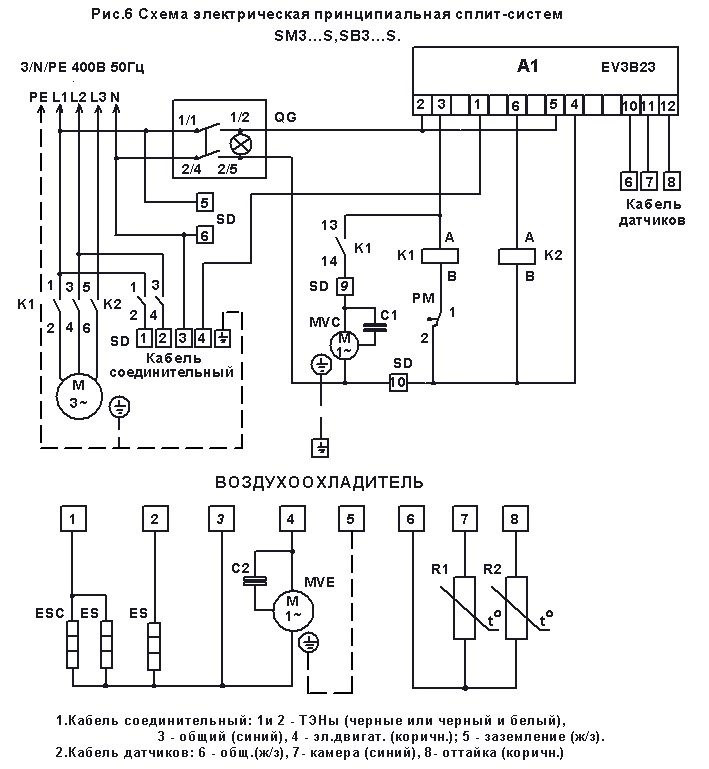 Рис.6 Схема электрическая принципиальная сплит-систем
SM3...S,SB3...S.
3/N/PE 400В 50Гц
A1 EV3B23
PE L1 L2 L3 N
2 3 1 6 5 4 10 11 12
1/1 1/2 QG
2/4 2/5
6 7 8
Кабель
датчиков
5
SD
6
13
K1
14
A
K1
B
A
K2
B
SD 9
1 3 5
K1 K2
2 4 6
1 3
2 4
PM 1
2
MVC C1
M
1~
SD 1 2 3 4
Кабель
соединительный
SD
10
M
3~
ВОЗДУХООХЛАДИТЕЛЬ
1 2 3 4 5 6 7 8
C2
MVE
M
1~
R1 R2
t° t°
ESC ES ES
1.Кабель соединительный: 1и 2 - ТЭНы (черные или черный и белый),
3 - общий (синий), 4 - эл.двигат. (коричн.); 5 - заземление (ж/з).
2.Кабель датчиков: 6 - общ.(ж/з), 7- камера (синий), 8- оттайка (коричн.)